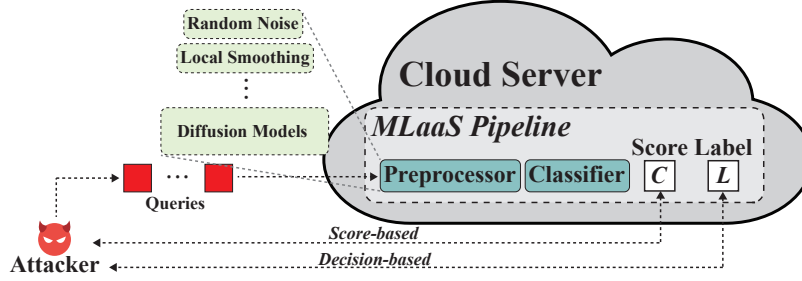 Random Noise
Local Smoothing
Diffusion Models
Cloud Server
MLaaS Pipeline
Score Label
Preprocessor Classifier C L
Queries
Attacker
Score-based
Decision-based